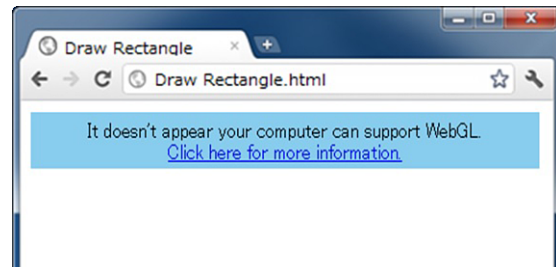 Draw Rectangle
Draw Rectangle.html
It doesn't appear your computer can support WebGL.
Click here for more information.